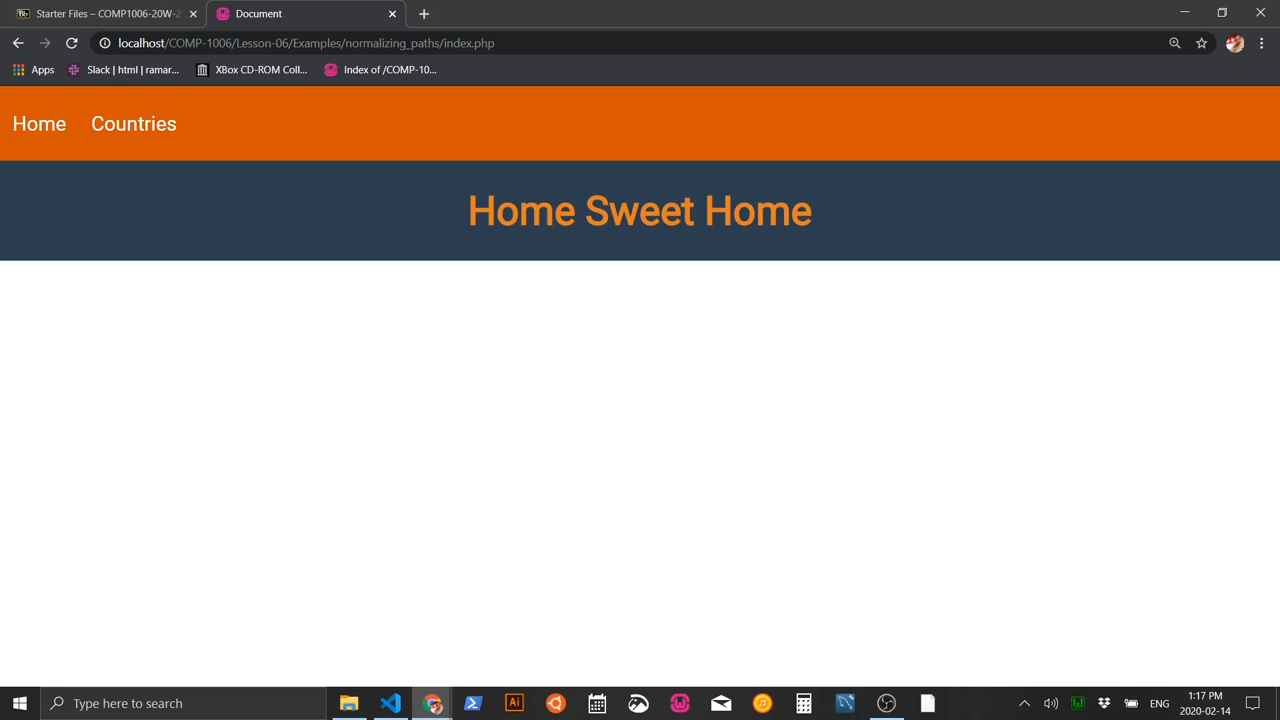 Starter Files – COMP1006-20W-2
Document
localhost/COMP-1006/Lesson-06/Examples/normalizing_paths/index.php
Apps
Slack | html | ramar...
XBox CD-ROM Coll...
Index of /COMP-10...
Home
Countries
Home Sweet Home
Type here to search
Ai
ENG
1:17 PM
2020-02-14